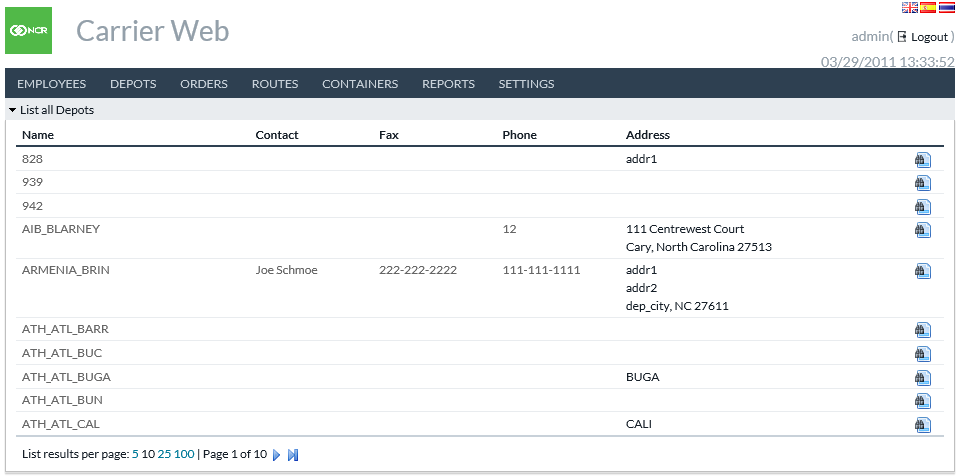 NCR
Carrier Web
admin( Logout )
03/29/2011 13:33:52
EMPLOYEES DEPOTS ORDERS ROUTES CONTAINERS REPORTS SETTINGS
List all Depots
Name Contact Fax Phone Address
828 addr1
939
942
AIB_BLARNEY 12 111 Centrewest Court
Cary, North Carolina 27513
ARMENIA_BRIN Joe Schmoe 222-222-2222 111-111-1111 addr1
addr2
dep_city, NC 27611
ATH_ATL_BARR
ATH_ATL_BUC
ATH_ATL_BUGA BUGA
ATH_ATL_BUN
ATH_ATL_CAL CALI
List results per page: 5 10 25 100 | Page 1 of 10